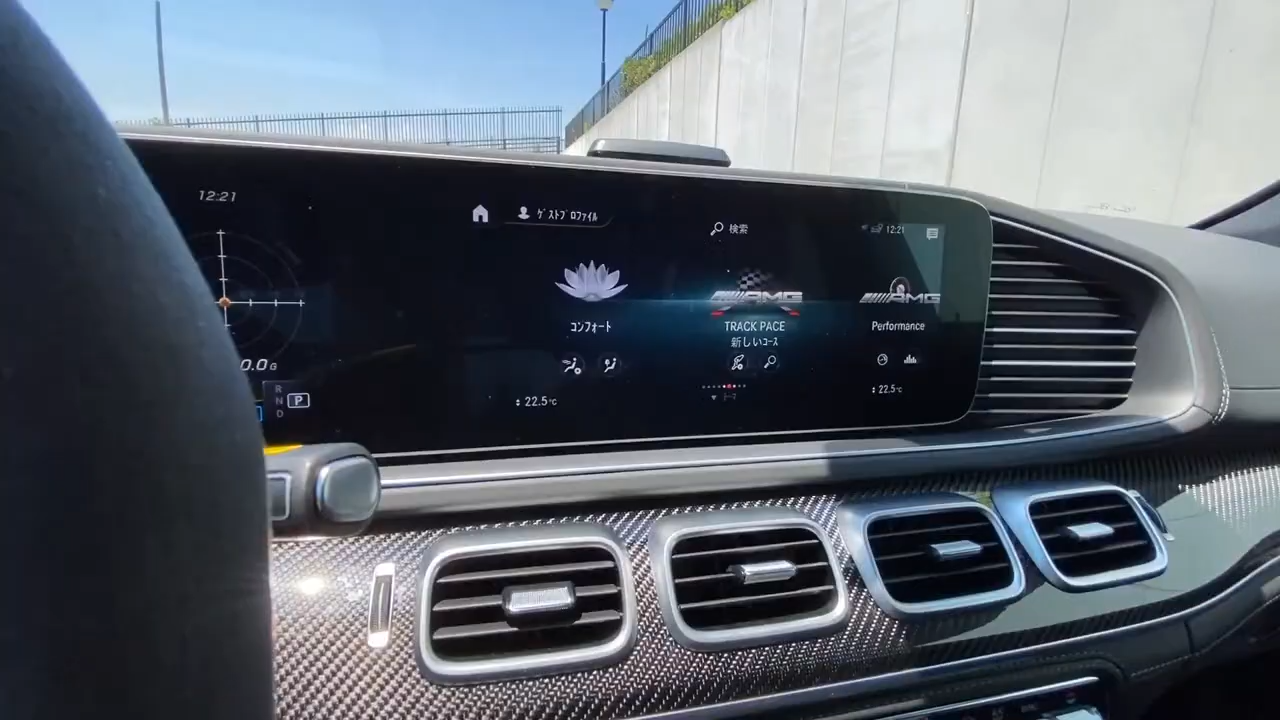 12:21
ゲストプロファイル
検索
12:21
コンフォート
AMG
TRACK PACE
新しいコース
AMG
Performance
0.0G
R
N
D
P
22.5°C
22.5°C